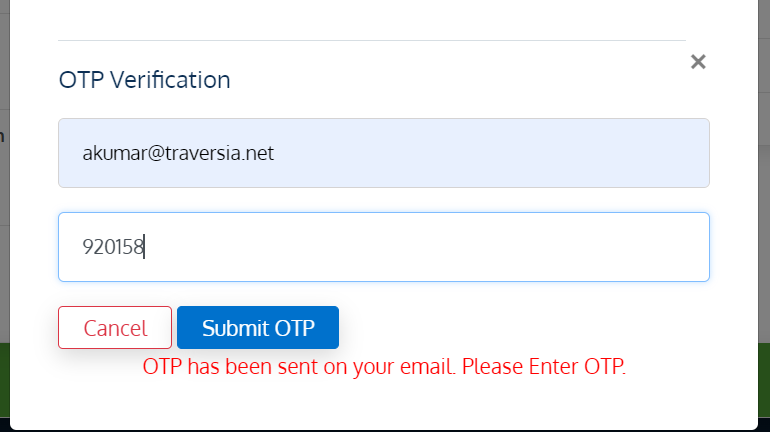 ×
OTP Verification
akumar@traversia.net
920158
Cancel Submit OTP
OTP has been sent on your email. Please Enter OTP.